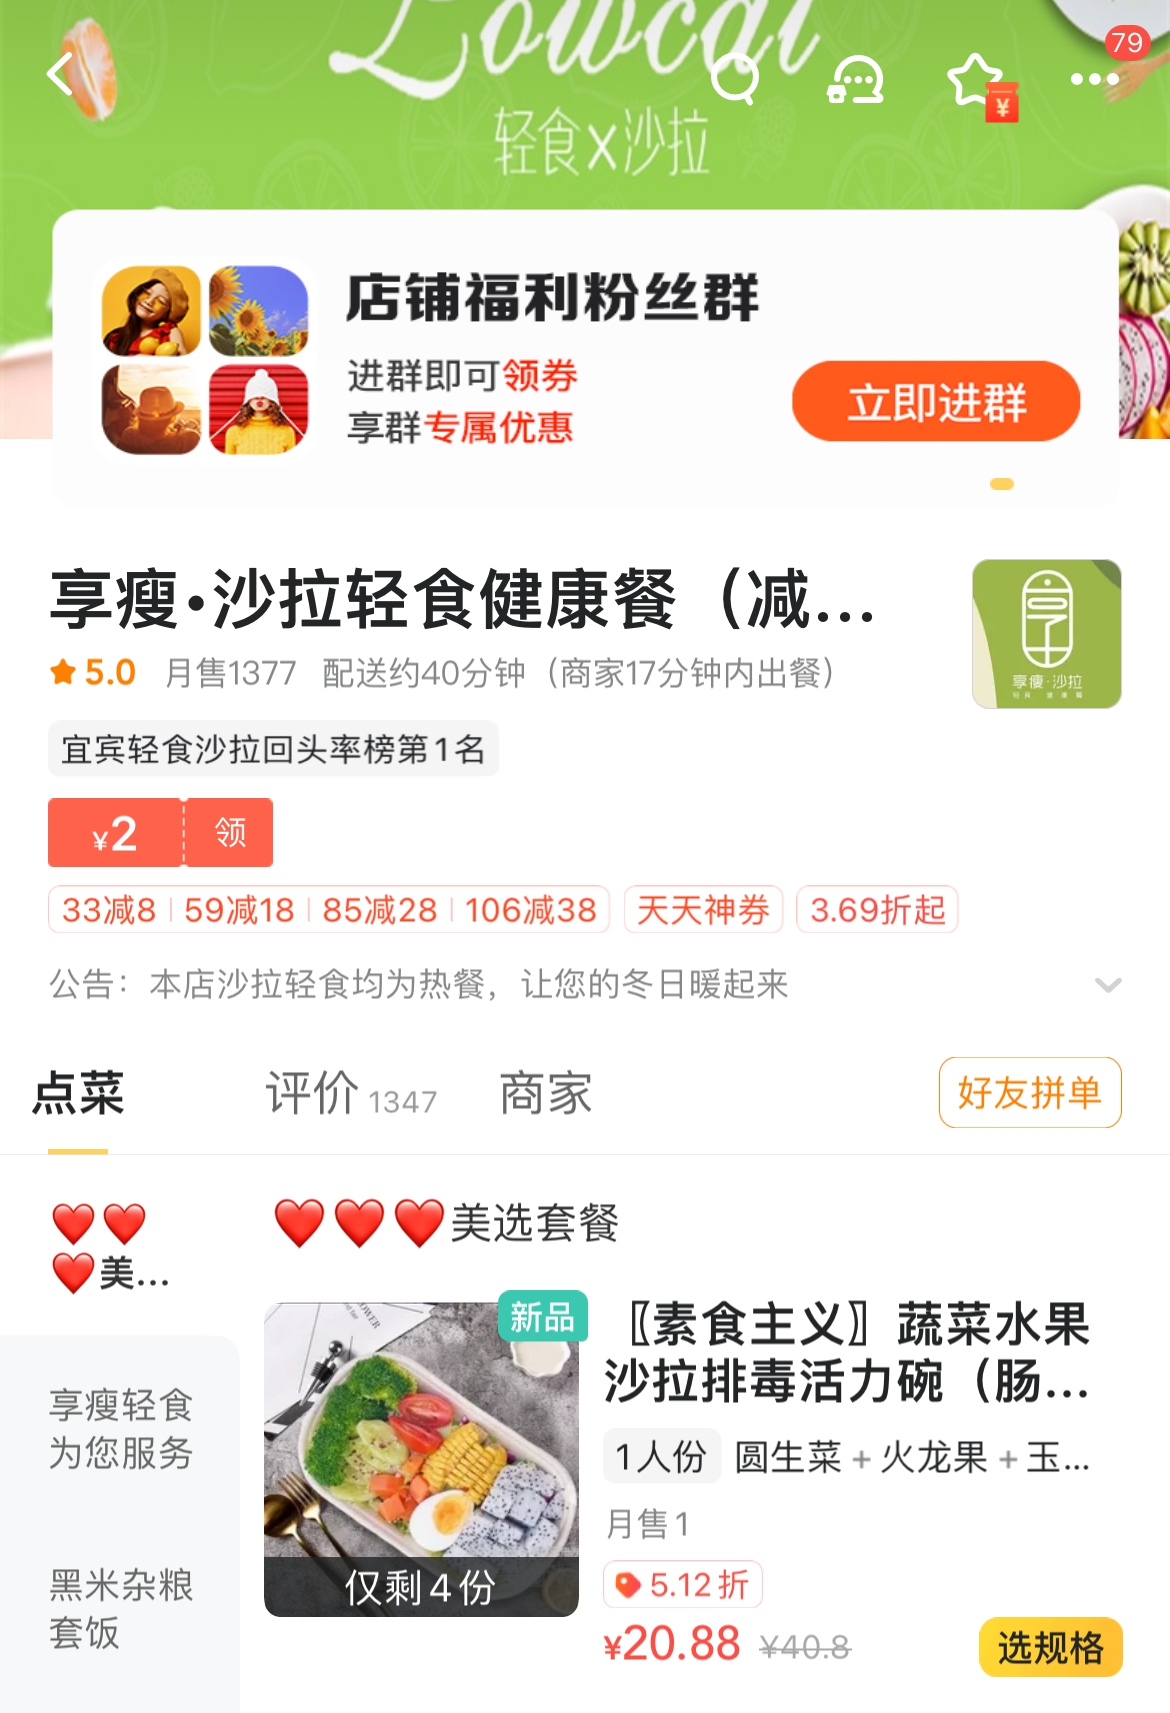 Lowcal
79
轻食×沙拉
¥
店铺福利粉丝群
进群即可领券
享群专属优惠
立即进群
享瘦·沙拉轻食健康餐（减...
5.0 月售1377 配送约40分钟（商家17分钟内出餐）
享瘦·沙拉
宜宾轻食沙拉回头率榜第1名
¥2 领
33减8 59减18 85减28 106减38 天天神券 3.69折起
公告：本店沙拉轻食均为热餐，让您的冬日暖起来
点菜 评价 1347 商家 好友拼单
❤️❤️
❤️美...
❤️❤️❤️美选套餐
享瘦轻食
为您服务
黑米杂粮
套饭
新品
仅剩4份
〖素食主义〗蔬菜水果
沙拉排毒活力碗（肠...
1人份 圆生菜+火龙果+玉...
月售1
5.12折
¥20.88 ¥40.8
选规格